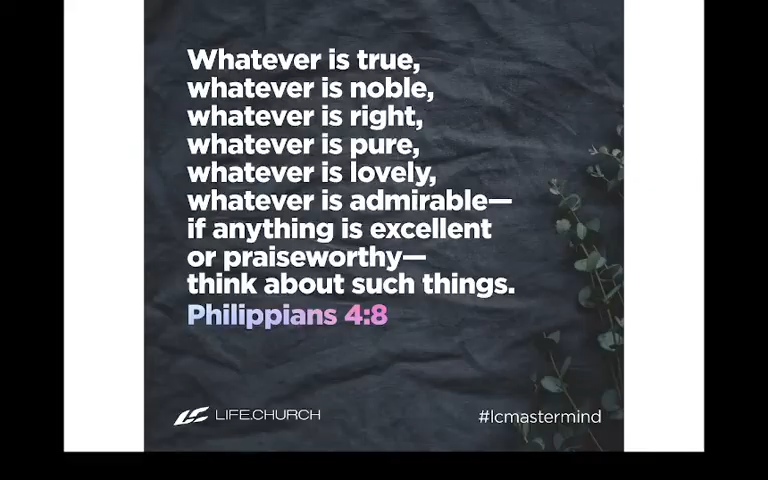 Whatever is true,
whatever is noble,
whatever is right,
whatever is pure,
whatever is lovely,
whatever is admirable—
if anything is excellent
or praiseworthy—
think about such things.
Philippians 4:8
LIFE.CHURCH
#lcmastermind